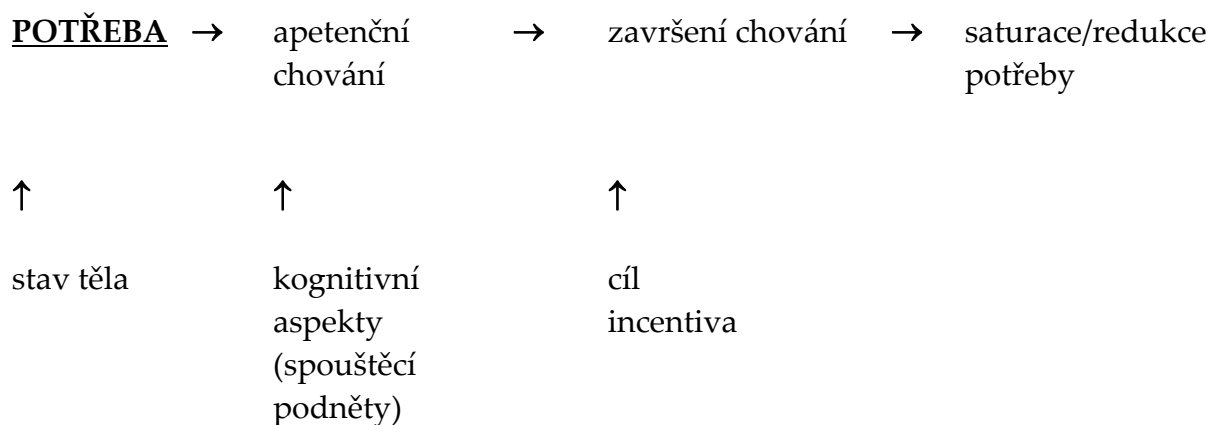 POTŘEBA → apetenční → završení chování → saturace/redukce
chování potřeby
↑ ↑ ↑
stav těla kognitivní cíl
aspekty incentiva
(spouštěcí
podněty)